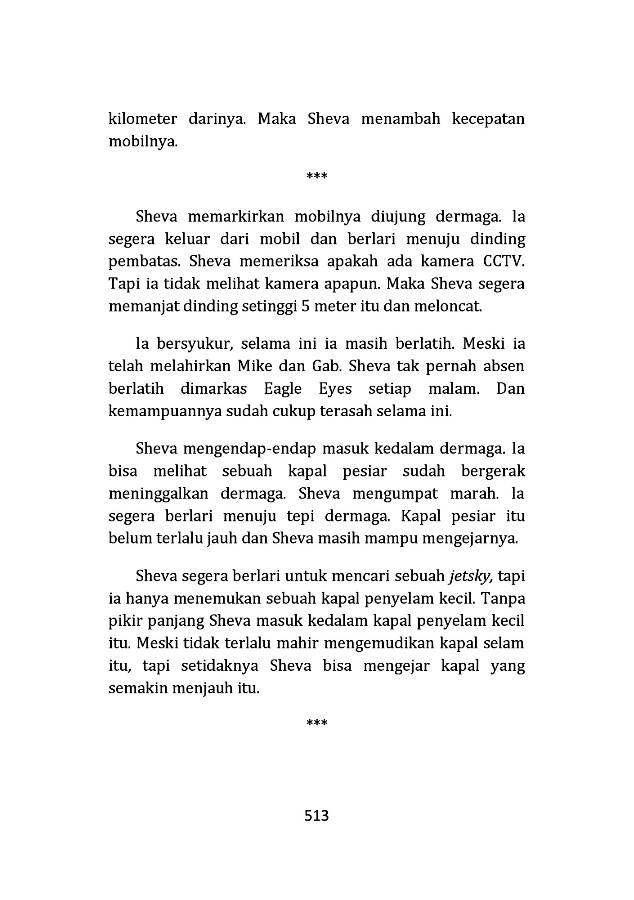 kilometer darinya. Maka Sheva menambah kecepatan
mobilnya.
***
Sheva memarkirkan mobilnya diujung dermaga. Ia
segera keluar dari mobil dan berlari menuju dinding
pembatas. Sheva memeriksa apakah ada kamera CCTV.
Tapi ia tidak melihat kamera apapun. Maka Sheva segera
memanjat dinding setinggi 5 meter itu dan meloncat.
Ia bersyukur, selama ini ia masih berlatih. Meski ia
telah melahirkan Mike dan Gab. Sheva tak pernah absen
berlatih dimarkas Eagle Eyes setiap malam. Dan
kemampuannya sudah cukup terasah selama ini.
Sheva mengendap-endap masuk kedalam dermaga. Ia
bisa melihat sebuah kapal pesiar sudah bergerak
meninggalkan dermaga. Sheva mengumpat marah. Ia
segera berlari menuju tepi dermaga. Kapal pesiar itu
belum terlalu jauh dan Sheva masih mampu mengejarnya.
Sheva segera berlari untuk mencari sebuah jetsky, tapi
ia hanya menemukan sebuah kapal penyelam kecil. Tanpa
pikir panjang Sheva masuk kedalam kapal penyelam kecil
itu. Meski tidak terlalu mahir mengemudikan kapal selam
itu, tapi setidaknya Sheva bisa mengejar kapal yang
semakin menjauh itu.
***
513